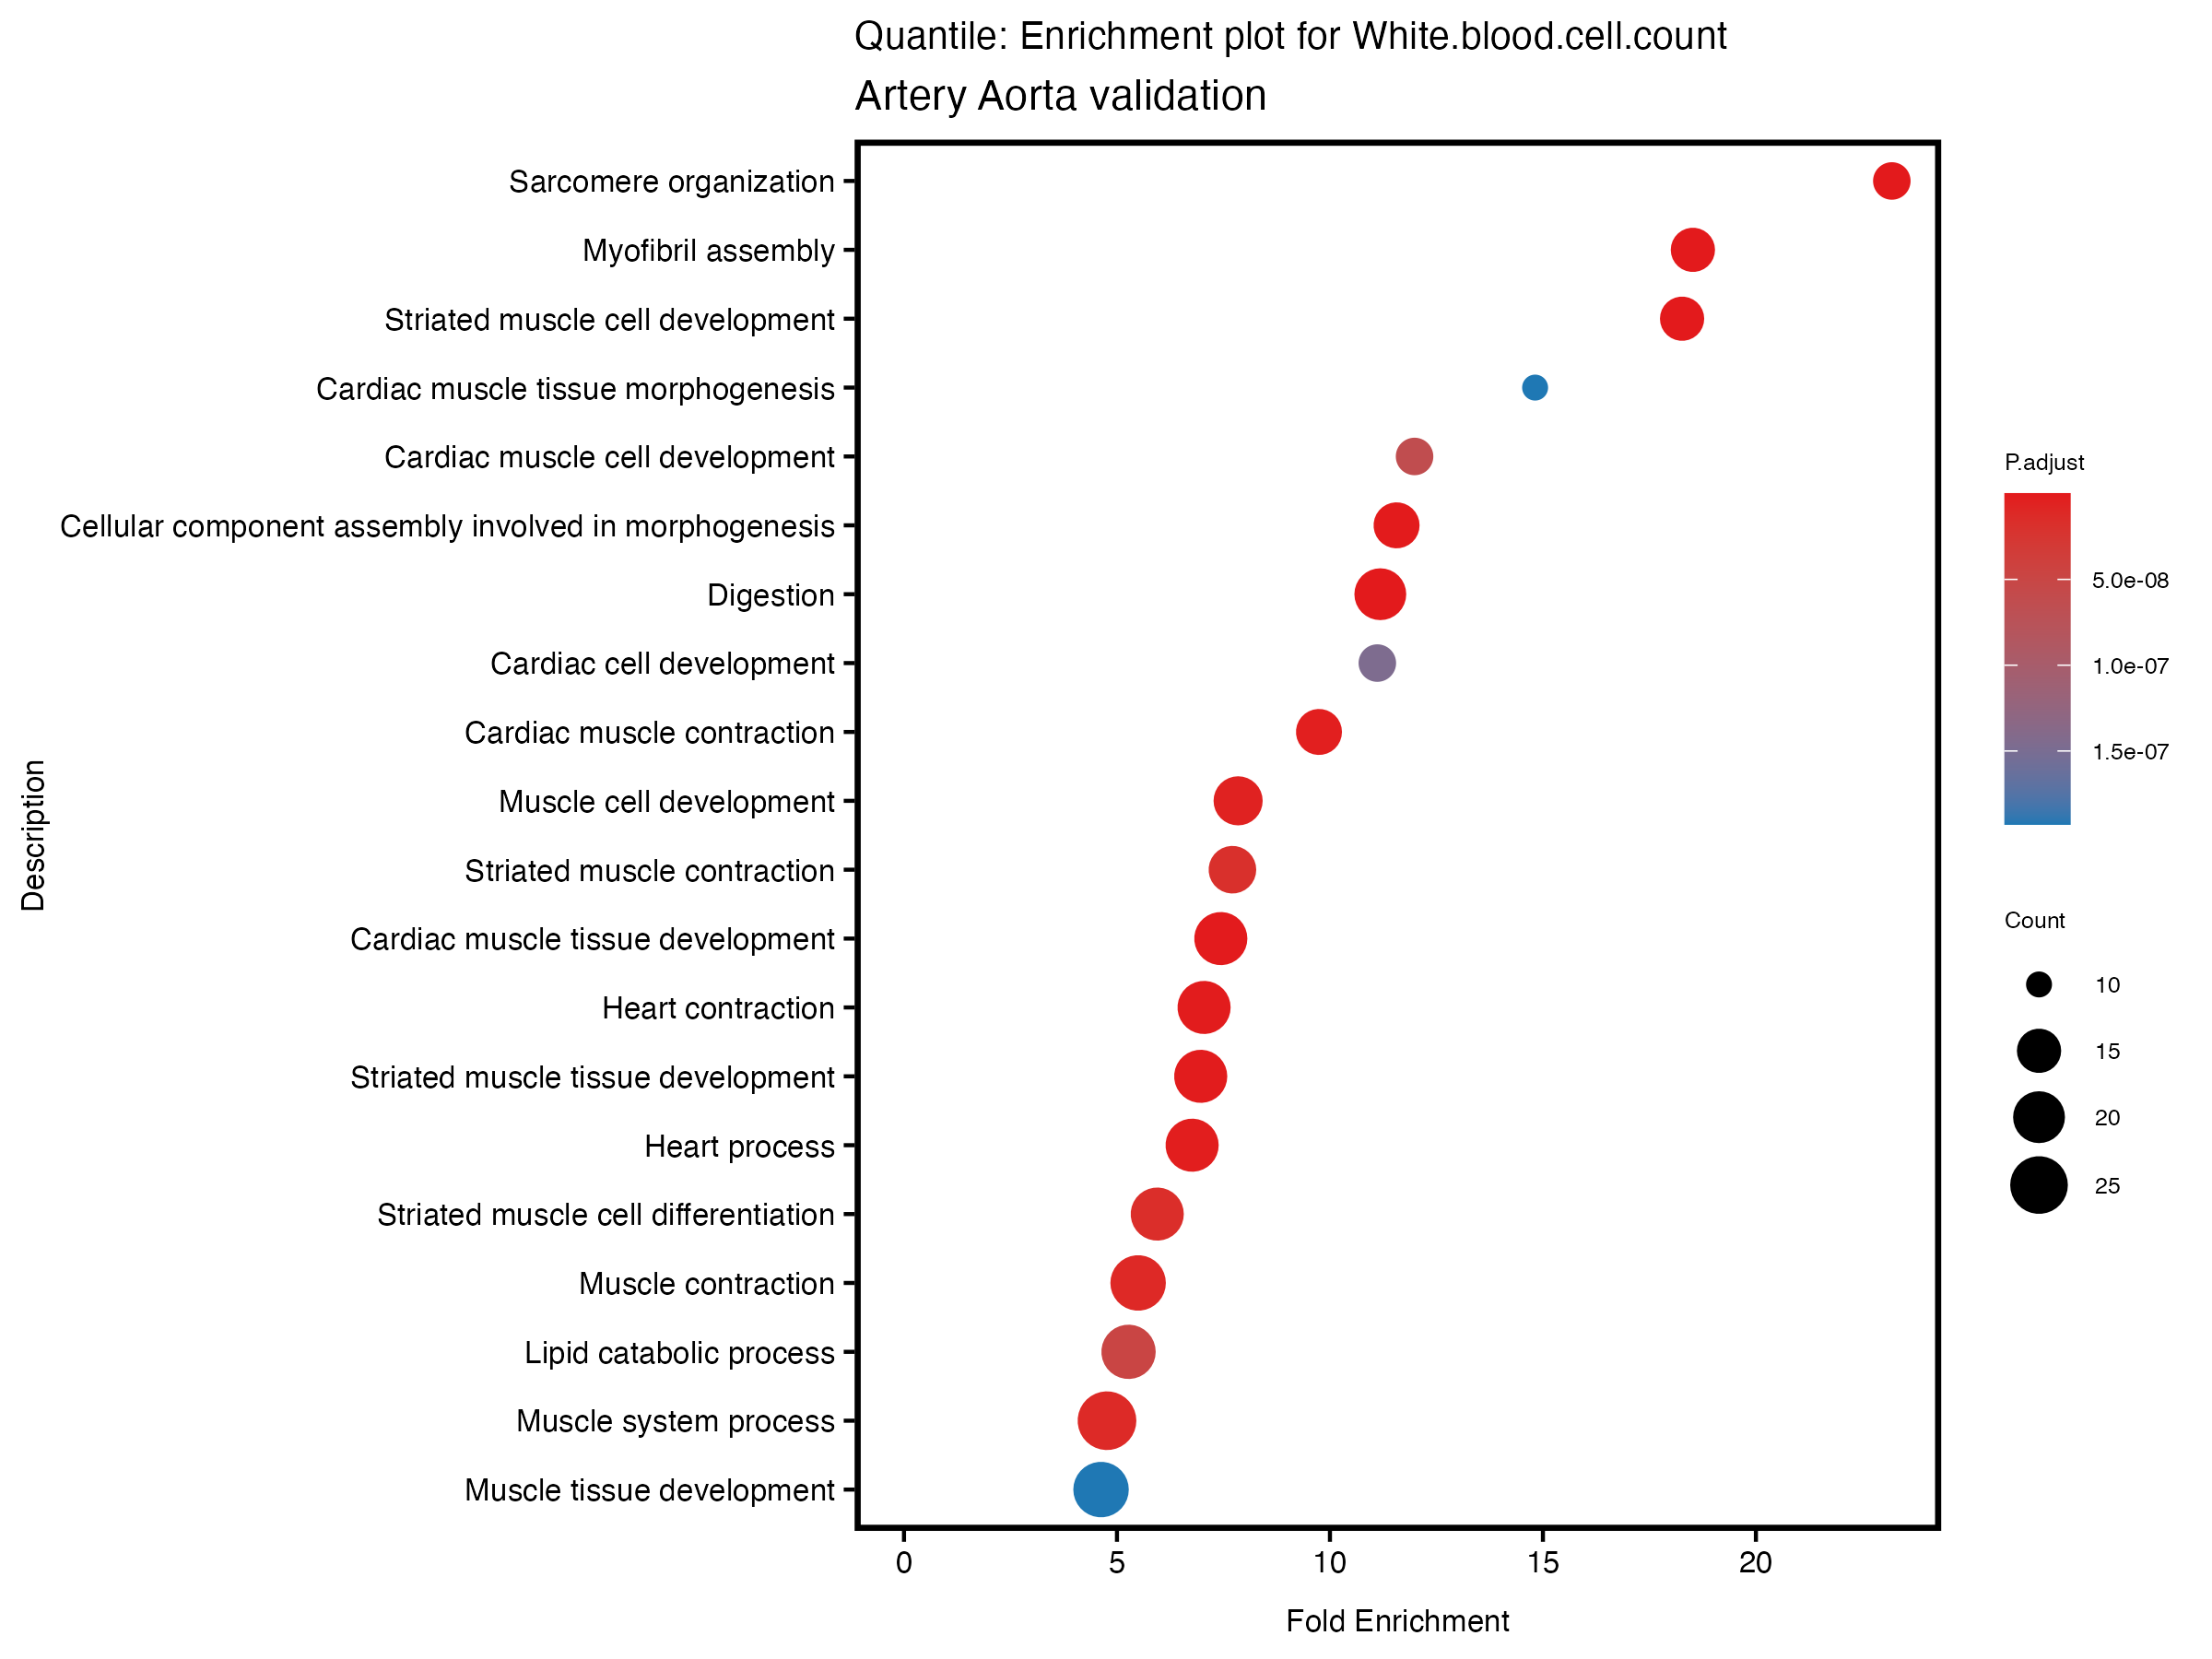 Quantile: Enrichment plot for White.blood.cell.count
Artery Aorta validation
Description
Sarcomere organization
Myofibril assembly
Striated muscle cell development
Cardiac muscle tissue morphogenesis
Cardiac muscle cell development
Cellular component assembly involved in morphogenesis
Digestion
Cardiac cell development
Cardiac muscle contraction
Muscle cell development
Striated muscle contraction
Cardiac muscle tissue development
Heart contraction
Striated muscle tissue development
Heart process
Striated muscle cell differentiation
Muscle contraction
Lipid catabolic process
Muscle system process
Muscle tissue development
0 5 10 15 20
Fold Enrichment
P.adjust
5.0e-08
1.0e-07
1.5e-07
Count
10
15
20
25